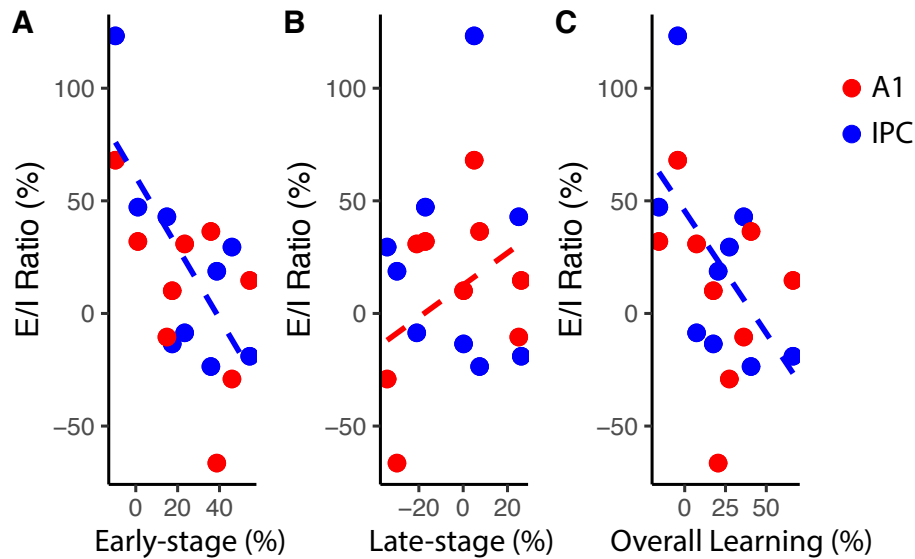 A
B
C
E/I Ratio (%)
100
50
0
−50
0
20
40
Early-stage (%)
E/I Ratio (%)
100
50
0
−50
−20
0
20
Late-stage (%)
E/I Ratio (%)
100
50
0
−50
0
25
50
Overall Learning (%)
A1
IPC